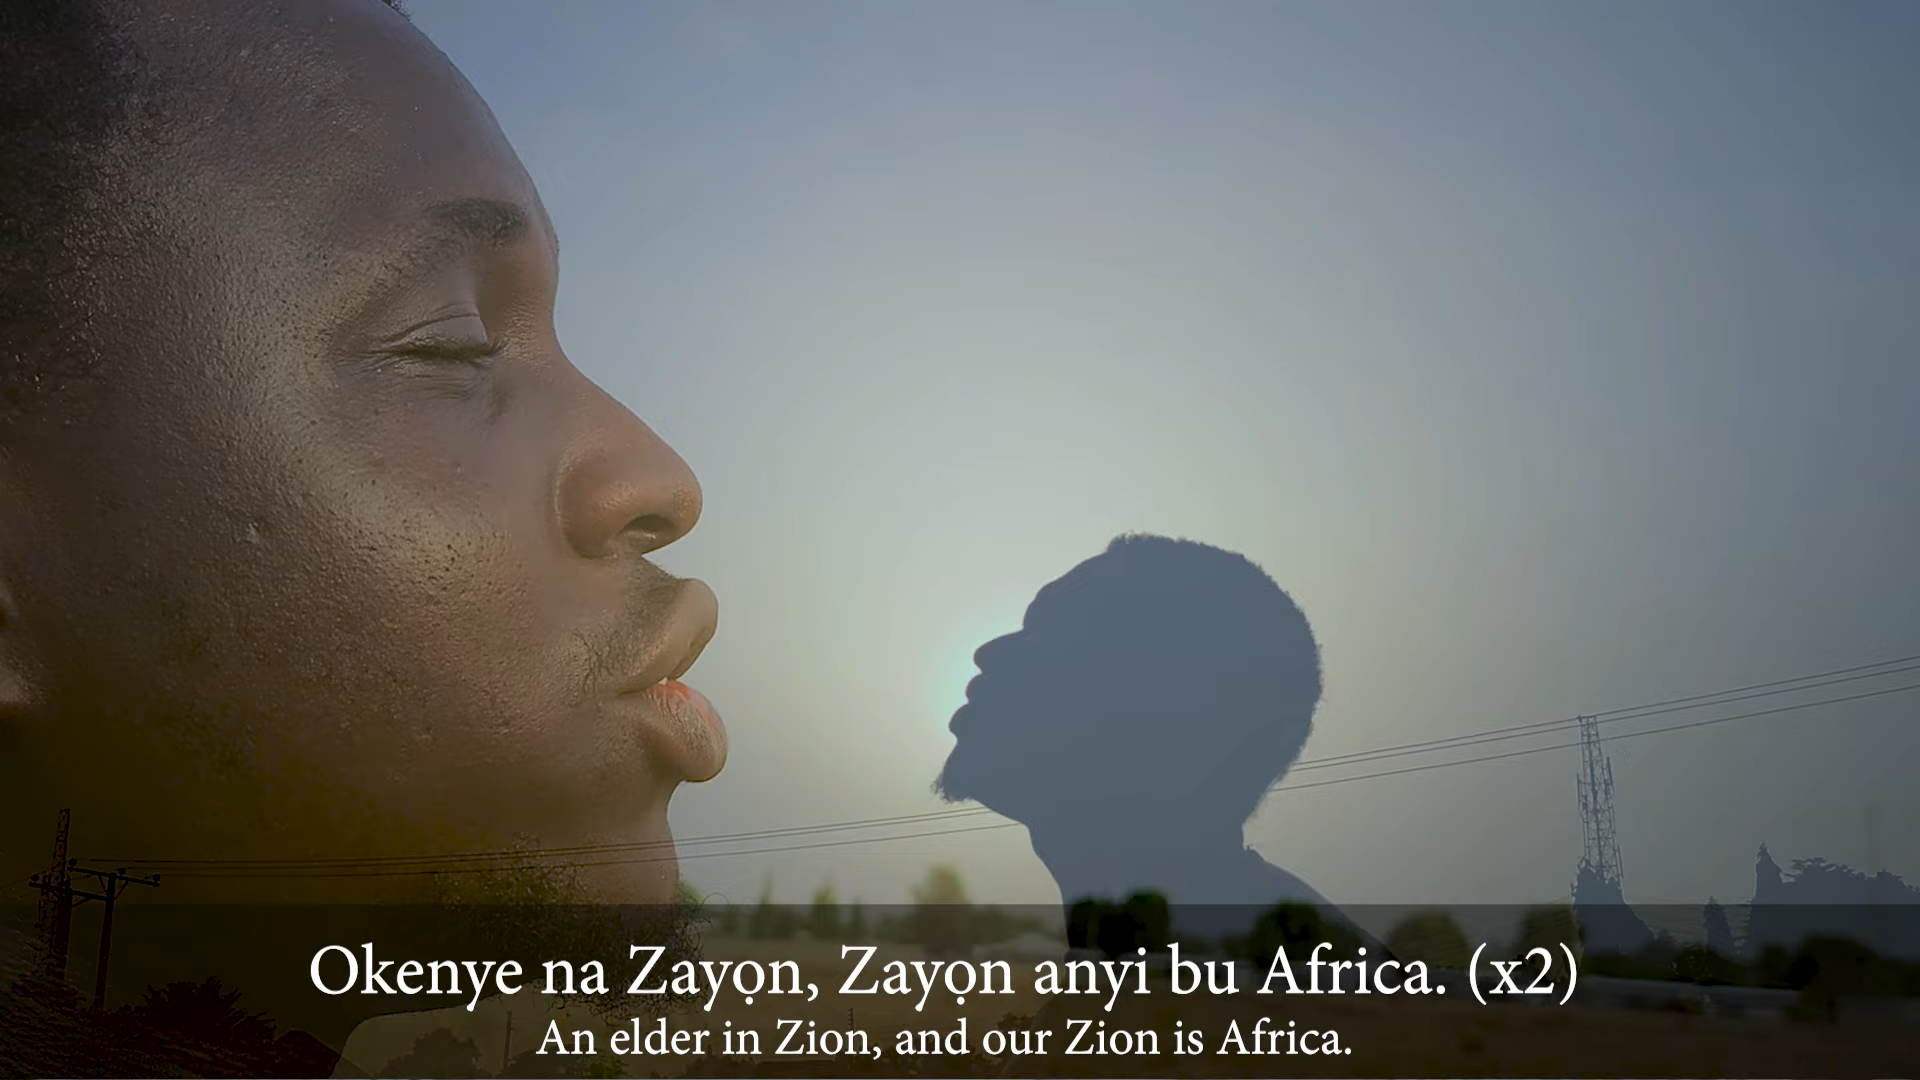 Okenye na Zayọn, Zayọn anyi bu Africa. (x2)
An elder in Zion, and our Zion is Africa.